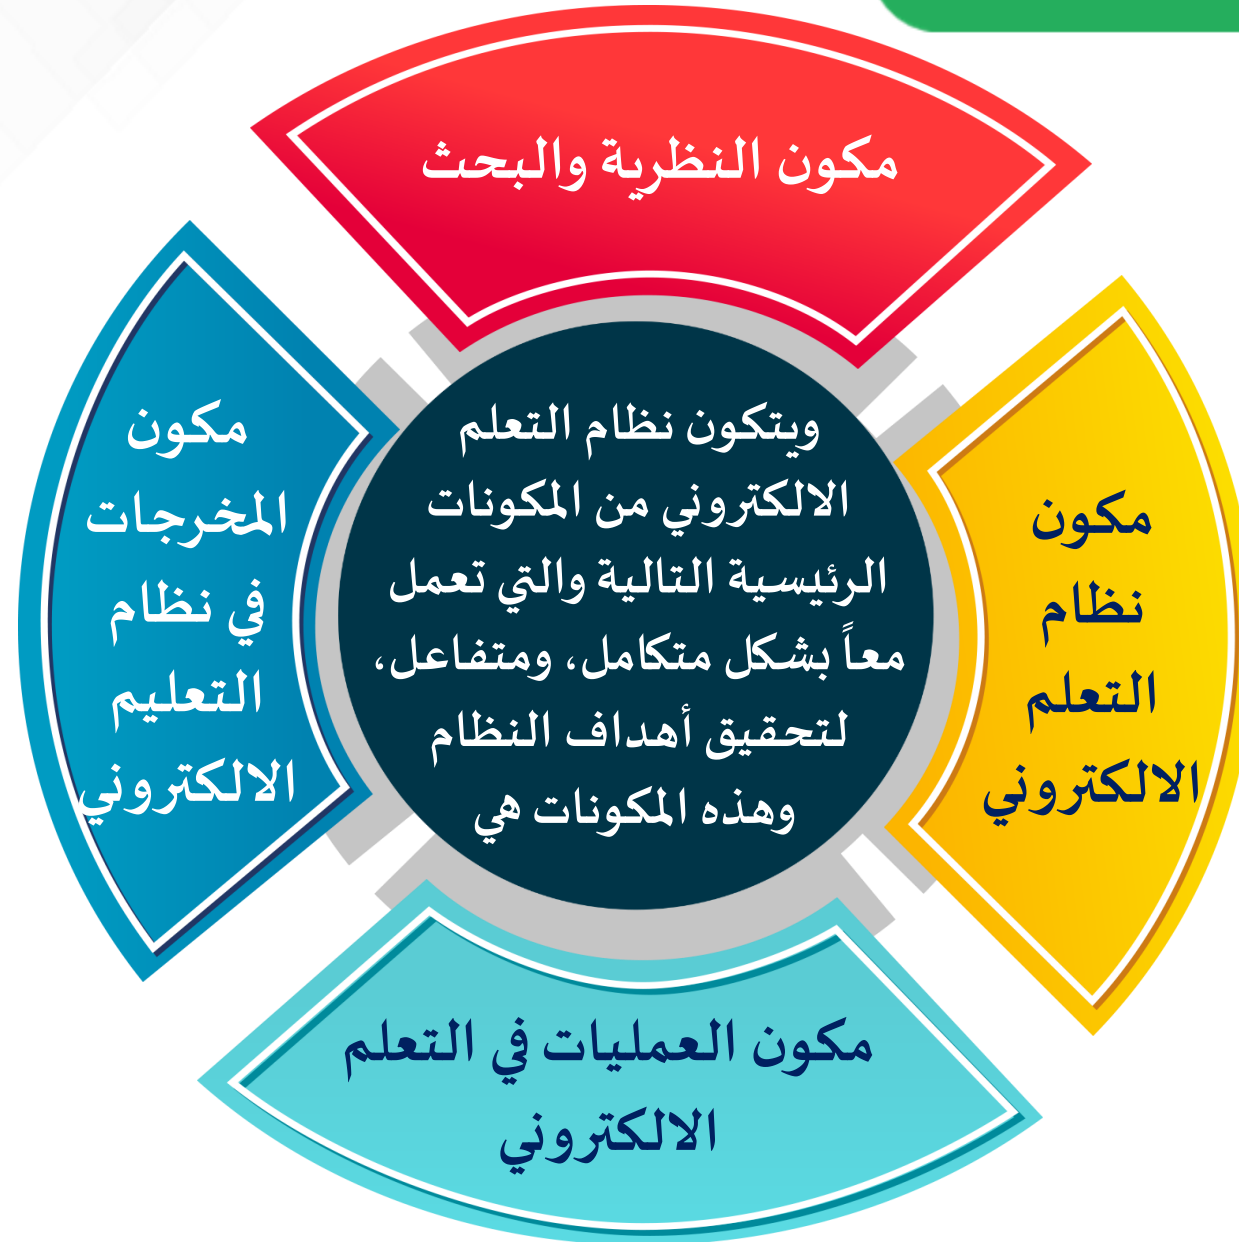 مكون النظرية والبحث
ويتكون نظام التعلم
الالكتروني من المكونات
الرئيسية التالية والتي تعمل
معاً بشكل متكامل، ومتفاعل،
لتحقيق أهداف النظام
وهذه المكونات هي
مكون
نظام
التعلم
الالكتروني
مكون العمليات في التعلم
الالكتروني
مكون
المخرجات
في نظام
التعليم
الالكتروني